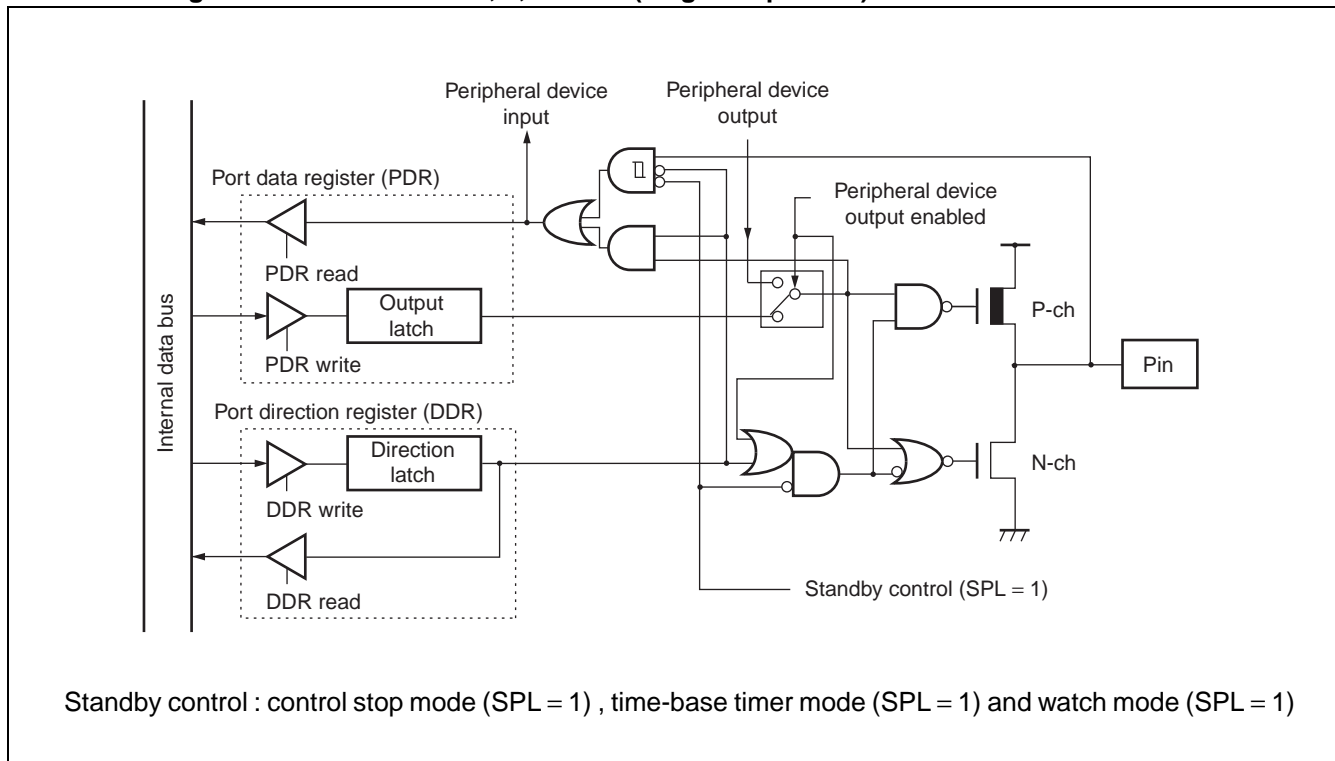 Peripheral device
input
Peripheral device
output
Port data register (PDR)
Peripheral device
output enabled
PDR read
Output
latch
P-ch
PDR write
Pin
Internal data bus
Port direction register (DDR)
Direction
latch
N-ch
DDR write
Standby control (SPL = 1)
DDR read
Standby control : control stop mode (SPL = 1) , time-base timer mode (SPL = 1) and watch mode (SPL = 1)